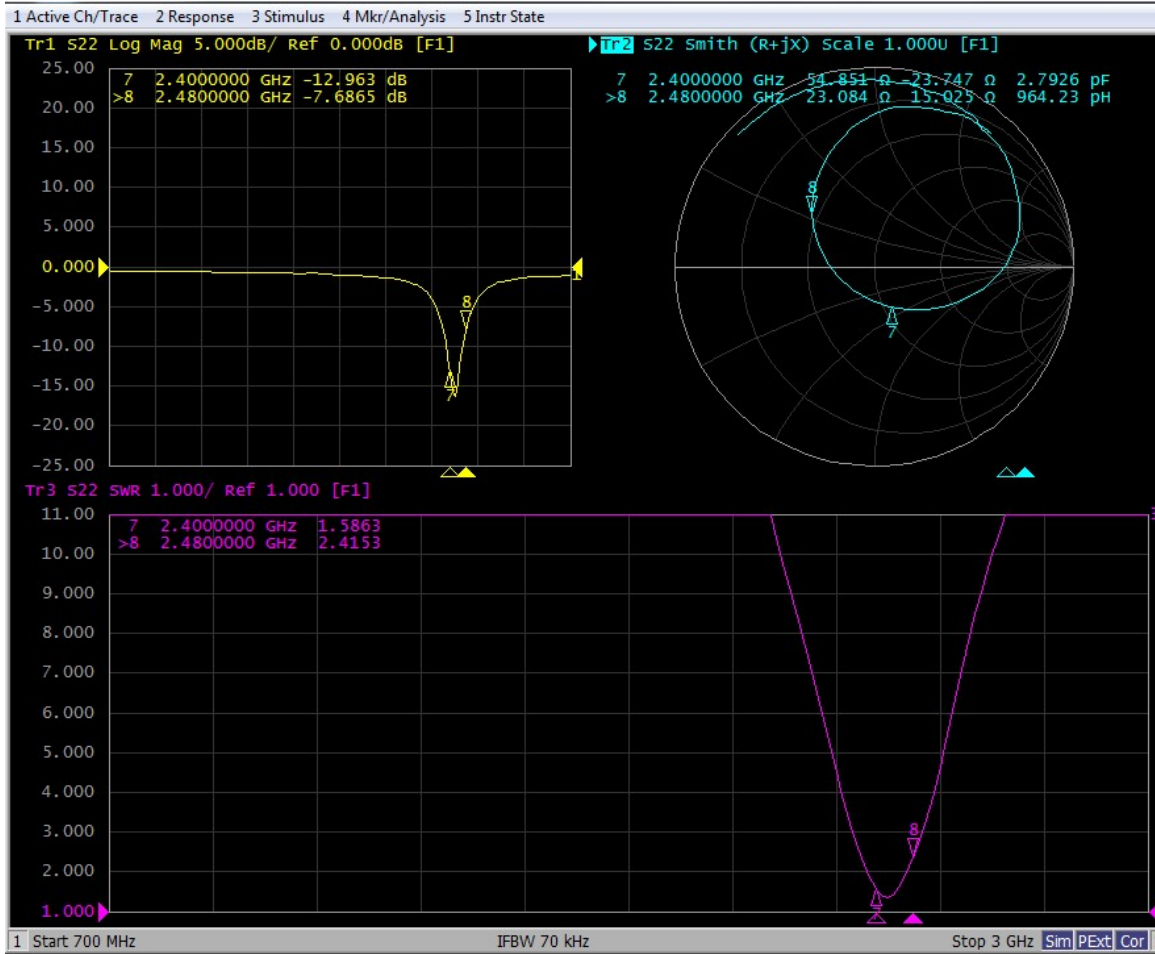 1 Active Ch/Trace 2 Response 3 Stimulus 4 Mkr/Analysis 5 Instr State
Tr1 S22 Log Mag 5.000dB/ Ref 0.000dB [F1]
25.00
7 2.4000000 GHz -12.963 dB
>8 2.4800000 GHz -7.6865 dB
20.00
15.00
10.00
5.000
0.000
1
-5.000
8
-10.00
-15.00
7
-20.00
-25.00
Tr2 S22 Smith (R+jX) Scale 1.000U [F1]
7 2.4000000 GHz 54.851 Ω -23.747 Ω 2.7926 pF
>8 2.4800000 GHz 23.084 Ω 15.025 Ω 964.23 pH
8
7
Tr3 S22 SWR 1.000/ Ref 1.000 [F1]
11.00
7 2.4000000 GHz 1.5863
>8 2.4800000 GHz 2.4153
10.00
9.000
8.000
7.000
6.000
5.000
4.000
3.000
8
2.000
1.000
1 Start 700 MHz IFBW 70 kHz Stop 3 GHz Sim PExt Cor